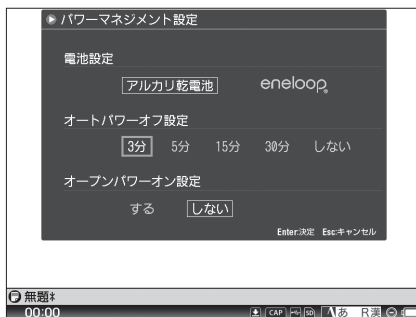 パワーマネジメント設定
電池設定
アルカリ乾電池 eneloop®
オートパワーオフ設定
3分 5分 15分 30分 しない
オープンパワーオン設定
する しない
Enter:決定 Esc:キャンセル
無題*
00:00 CAP SD あ R漢